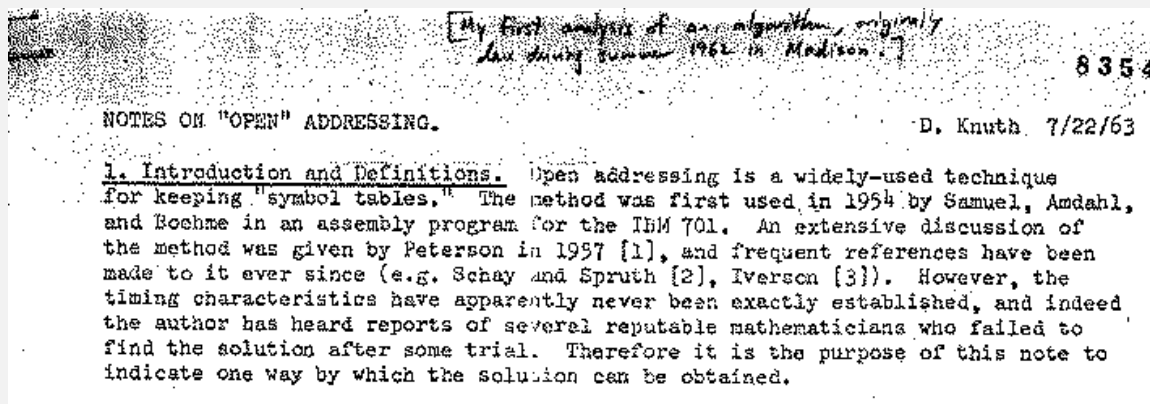 [My first analysis of an algorithm, originally
done during summer 1962 in Madison.]
8354
NOTES ON "OPEN" ADDRESSING. D. Knuth 7/22/63
1. Introduction and Definitions. Open addressing is a widely-used technique
for keeping "symbol tables." The method was first used in 1954 by Samuel, Amdahl,
and Boehme in an assembly program for the IBM 701. An extensive discussion of
the method was given by Peterson in 1957 [1], and frequent references have been
made to it ever since (e.g. Schay and Spruth [2], Iverson [3]). However, the
timing characteristics have apparently never been exactly established, and indeed
the author has heard reports of several reputable mathematicians who failed to
find the solution after some trial. Therefore it is the purpose of this note to
indicate one way by which the solution can be obtained.